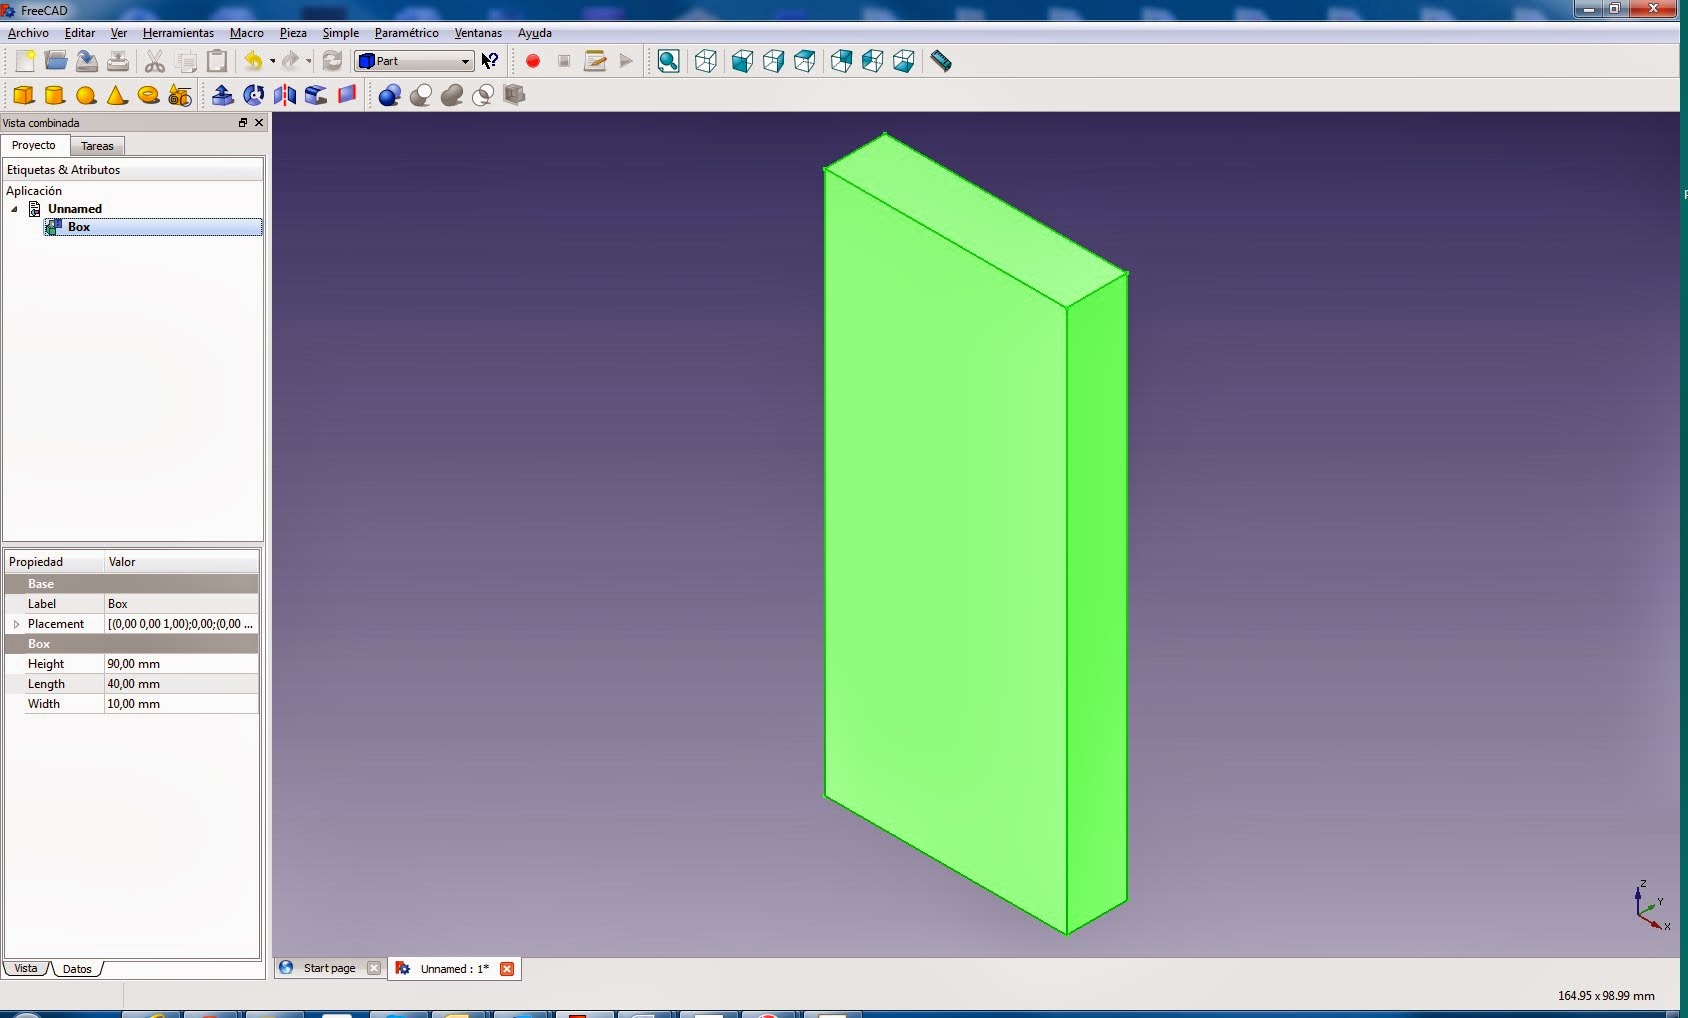 FreeCAD
Archivo Editar Ver Herramientas Macro Pieza Simple Paramétrico Ventanas Ayuda
Part
Vista combinada
Proyecto Tareas
Etiquetas & Atributos
Aplicación
Unnamed
Box
Propiedad Valor
Base
Label Box
Placement [(0,00 0,00 1,00);0,00;(0,00 ...
Box
Height 90,00 mm
Length 40,00 mm
Width 10,00 mm
Z
Y
X
Vista Datos
Start page Unnamed : 1*
164.95 x 98.99 mm